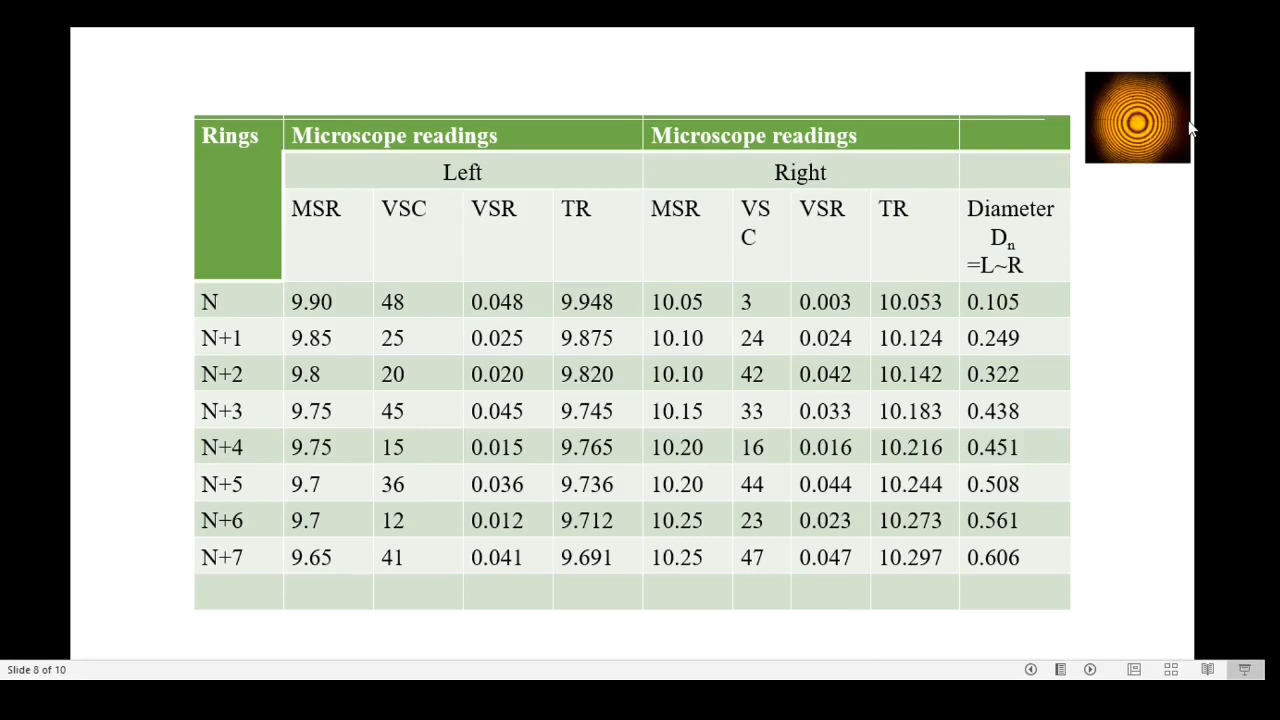 Rings Microscope readings Microscope readings
Left Right
MSR VSC VSR TR MSR VS VSR TR Diameter
C Dn
=L~R
N 9.90 48 0.048 9.948 10.05 3 0.003 10.053 0.105
N+1 9.85 25 0.025 9.875 10.10 24 0.024 10.124 0.249
N+2 9.8 20 0.020 9.820 10.10 42 0.042 10.142 0.322
N+3 9.75 45 0.045 9.745 10.15 33 0.033 10.183 0.438
N+4 9.75 15 0.015 9.765 10.20 16 0.016 10.216 0.451
N+5 9.7 36 0.036 9.736 10.20 44 0.044 10.244 0.508
N+6 9.7 12 0.012 9.712 10.25 23 0.023 10.273 0.561
N+7 9.65 41 0.041 9.691 10.25 47 0.047 10.297 0.606
Slide 8 of 10